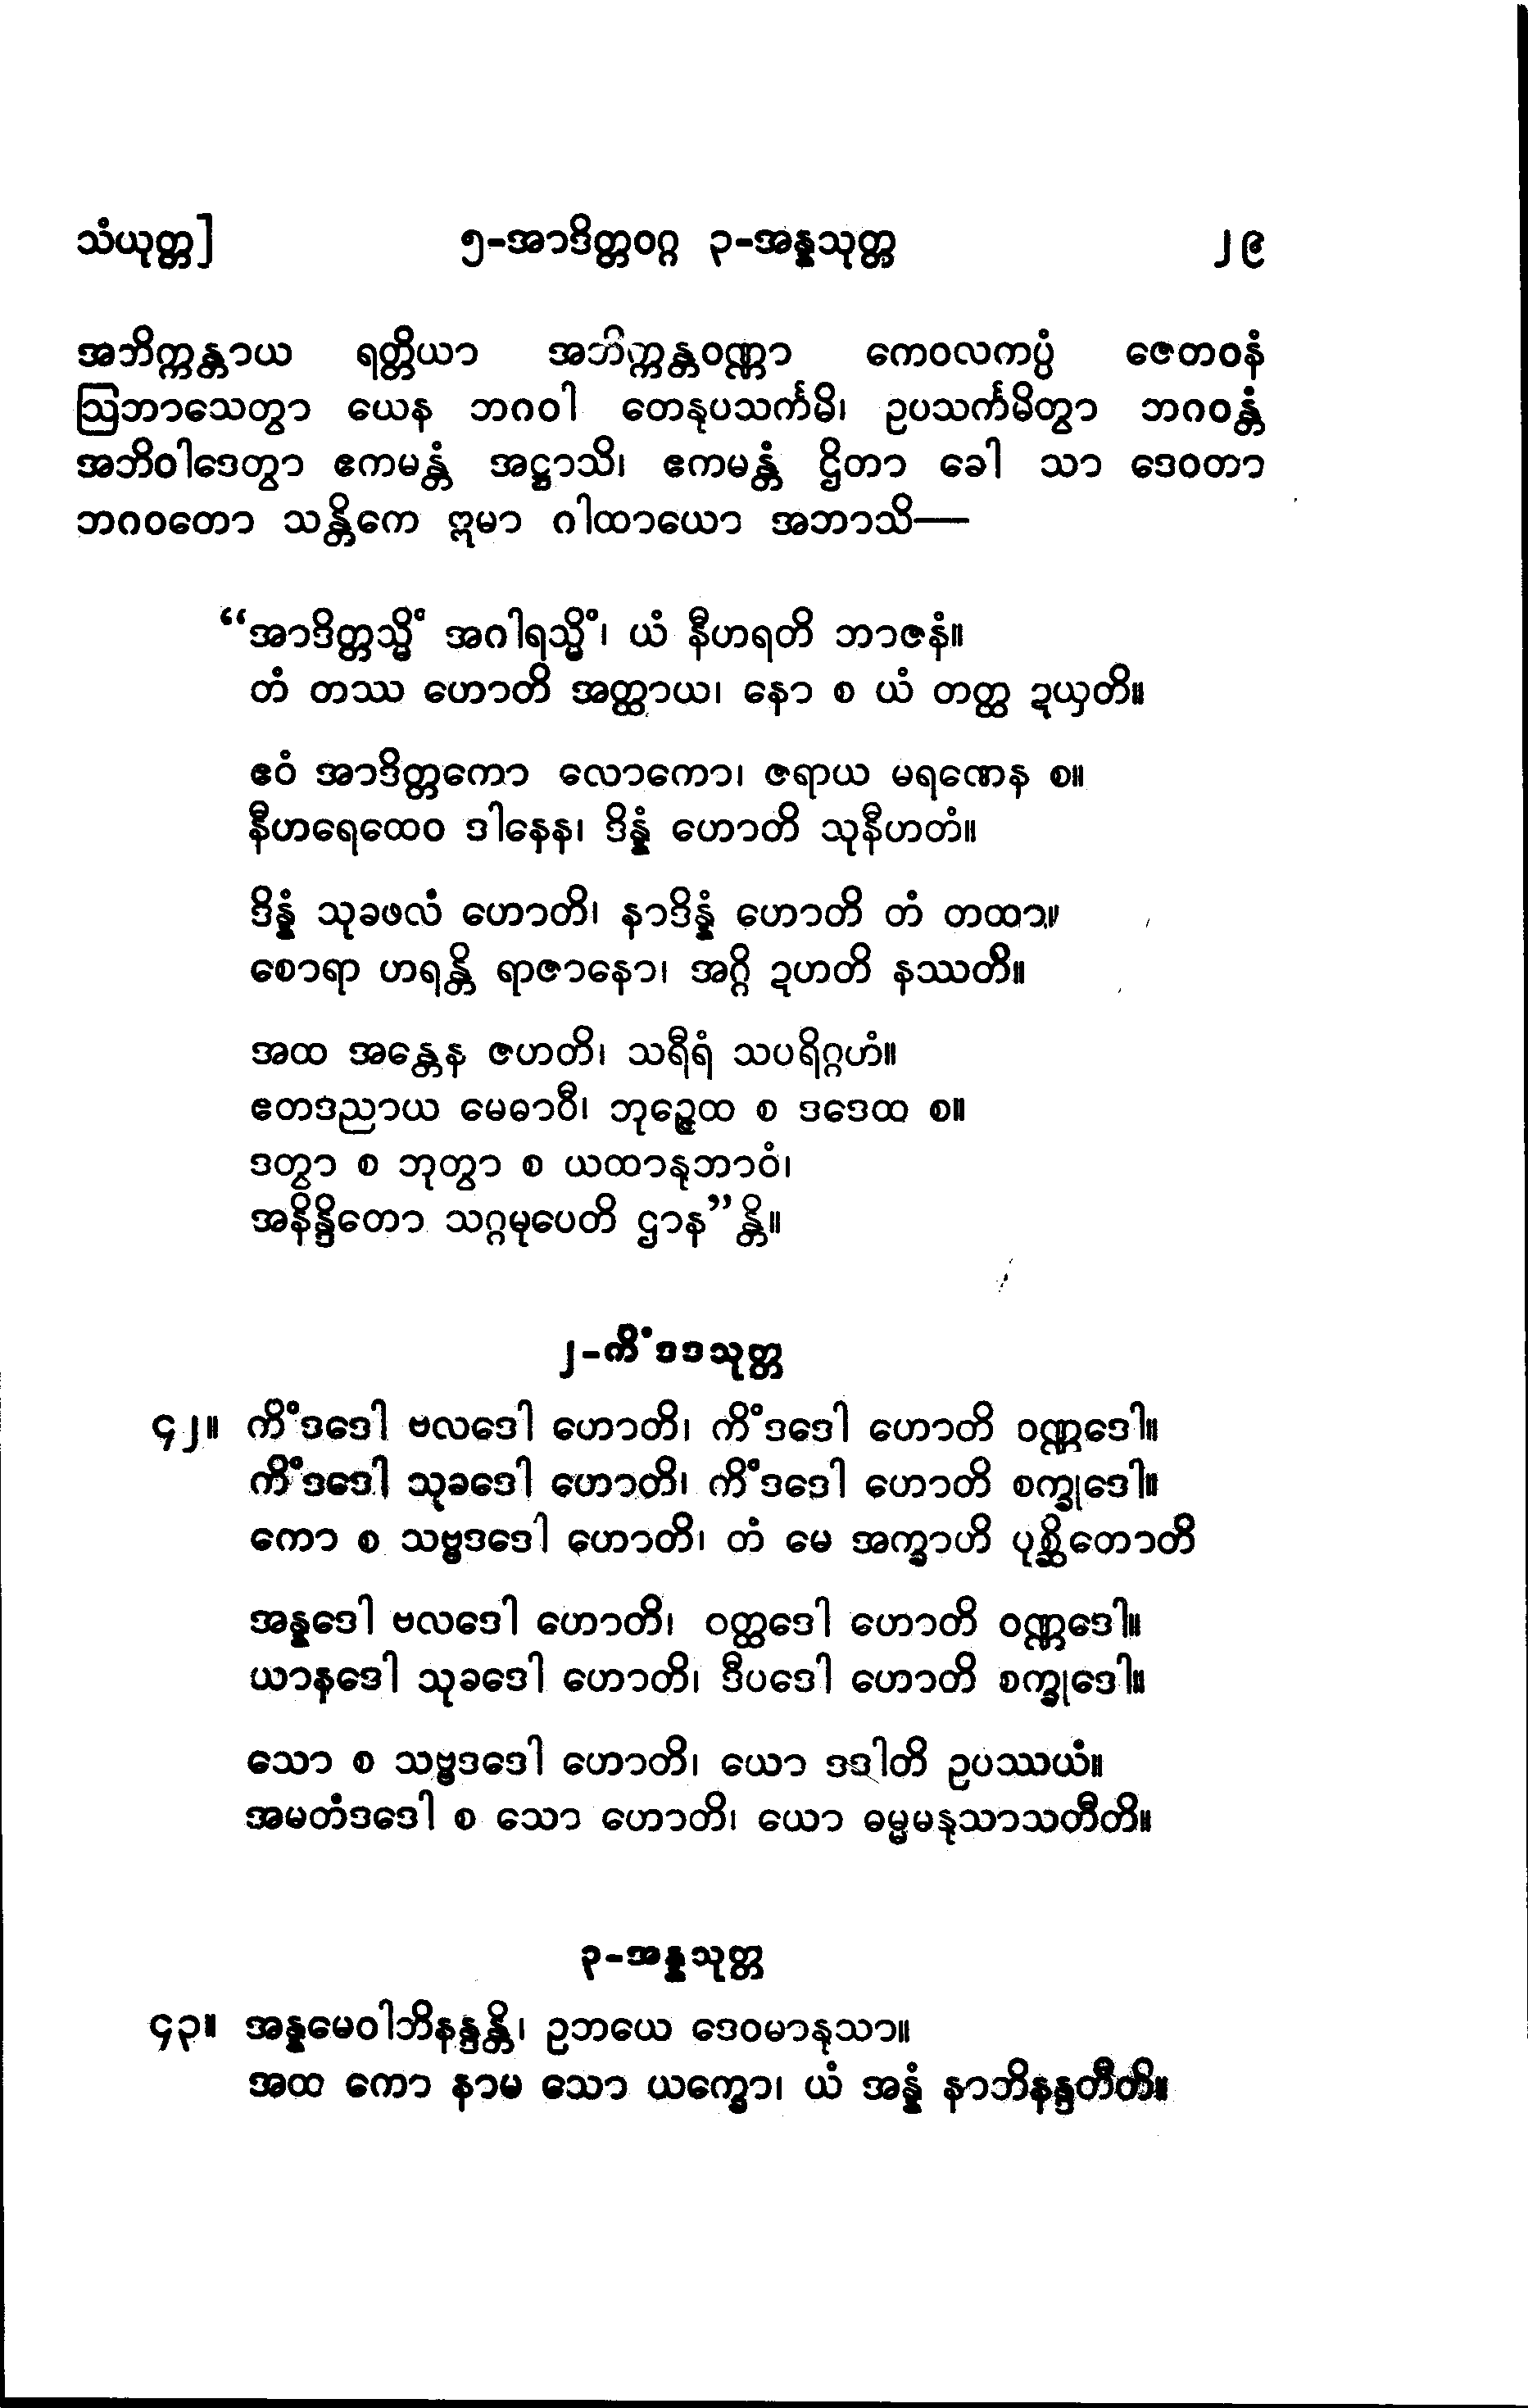 သံယုတ္တ] ၅-အာဒိတ္တဝဂ္ဂ ၃-အန္နသုတ္တ ၂၉
အဘိက္ကန္တာယ ရတ္တိယာ အဘိက္ကန္တဝဏ္ဏာ ကေဝလကပ္ပံ ဇေတဝနံ
ဩဘာသေတွာ ယေန ဘဂဝါ တေနုပသင်္ကမိ၊ ဥပသင်္ကမိတွာ ဘဂဝန္တံ
အဘိဝါဒေတွာ ဧကမန္တံ အဋ္ဌာသိ၊ ဧကမန္တံ ဌိတာ ခေါ သာ ဒေဝတာ
ဘဂဝတော သန္တိကေ ဣမာ ဂါထာယော အဘာသိ—
“အာဒိတ္တသ္မိံ အဂါရသ္မိံ၊ ယံ နီဟရတိ ဘာဇနံ။
တံ တဿ ဟောတိ အတ္ထာယ၊ နော စ ယံ တတ္ထ ဍယှတိ။
ဧဝံ အာဒိတ္တကော လောကော၊ ဇရာယ မရဏေန စ။
နီဟရေထေဝ ဒါနေန၊ ဒိန္နံ ဟောတိ သုနီဟတံ။
ဒိန္နံ သုခဖလံ ဟောတိ၊ နာဒိန္နံ ဟောတိ တံ တထာ။
စောရာ ဟရန္တိ ရာဇာနော၊ အဂ္ဂိ ဍဟတိ နဿတိ။
အထ အန္တေန ဇဟတိ၊ သရီရံ သပရိဂ္ဂဟံ။
ဧတဒညာယ မေဓာဝီ၊ ဘုဉ္ဇေထ စ ဒဒေထ စ။
ဒတွာ စ ဘုတွာ စ ယထာနုဘာဝံ၊
အနိန္ဒိတော သဂ္ဂမုပေတိ ဌာန”န္တိ။
၂-ကိံဒဒသုတ္တ
၄၂။ ကိံဒဒေါ ဗလဒေါ ဟောတိ၊ ကိံဒဒေါ ဟောတိ ဝဏ္ဏဒေါ။
ကိံဒဒေါ သုခဒေါ ဟောတိ၊ ကိံဒဒေါ ဟောတိ စက္ခုဒေါ။
ကော စ သဗ္ဗဒဒေါ ဟောတိ၊ တံ မေ အက္ခာဟိ ပုစ္ဆိတောတိ
အန္နဒေါ ဗလဒေါ ဟောတိ၊ ဝတ္ထဒေါ ဟောတိ ဝဏ္ဏဒေါ။
ယာနဒေါ သုခဒေါ ဟောတိ၊ ဒီပဒေါ ဟောတိ စက္ခုဒေါ။
သော စ သဗ္ဗဒဒေါ ဟောတိ၊ ယော ဒဒါတိ ဥပဿယံ။
အမတံဒဒေါ စ သော ဟောတိ၊ ယော ဓမ္မမနုသာသတီတိ။
၃-အန္နသုတ္တ
၄၃။ အန္နမေဝါဘိနန္ဒန္တိ၊ ဥဘယေ ဒေဝမာနုသာ။
အထ ကော နာမ သော ယက္ခော၊ ယံ အန္နံ နာဘိနန္ဒတီတိ။